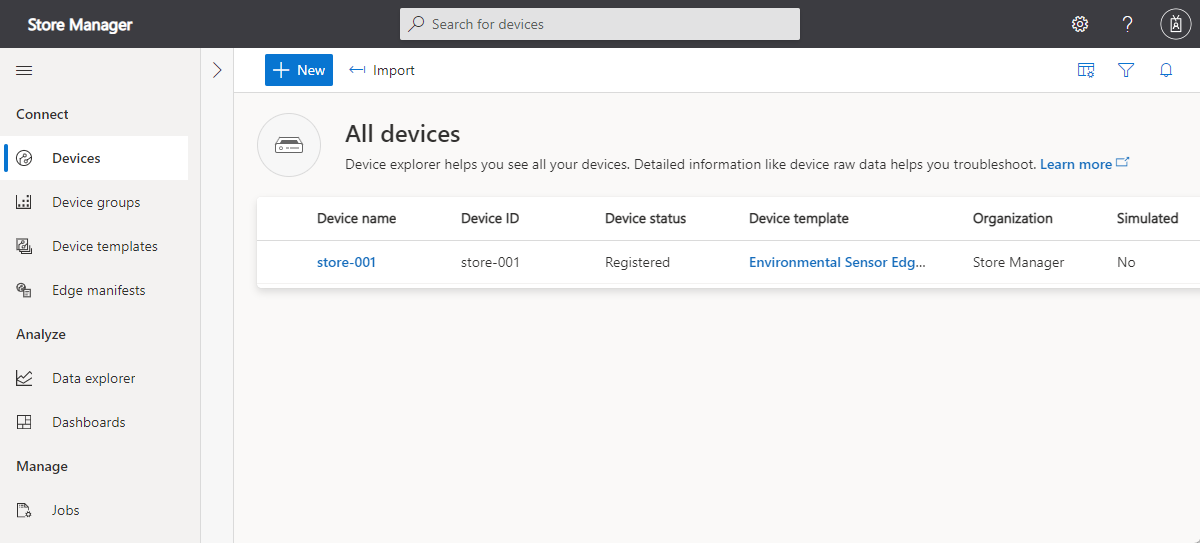 Store Manager
Search for devices
?
New
Import
Connect
Devices
Device groups
Device templates
Edge manifests
Analyze
Data explorer
Dashboards
Manage
Jobs
All devices
Device explorer helps you see all your devices. Detailed information like device raw data helps you troubleshoot. Learn more
Device name Device ID Device status Device template Organization Simulated
store-001 store-001 Registered Environmental Sensor Edg... Store Manager No